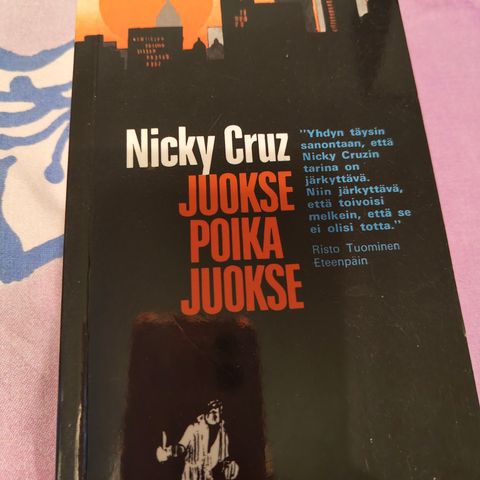 Nicky Cruz
JUOKSE
POIKA
JUOKSE
"Yhdyn täysin
sanontaan, että
Nicky Cruzin
tarina on
järkyttävä.
Niin järkyttävä,
että toivoisi
melkein, että se
ei olisi totta."
Risto Tuominen
Eteenpäin